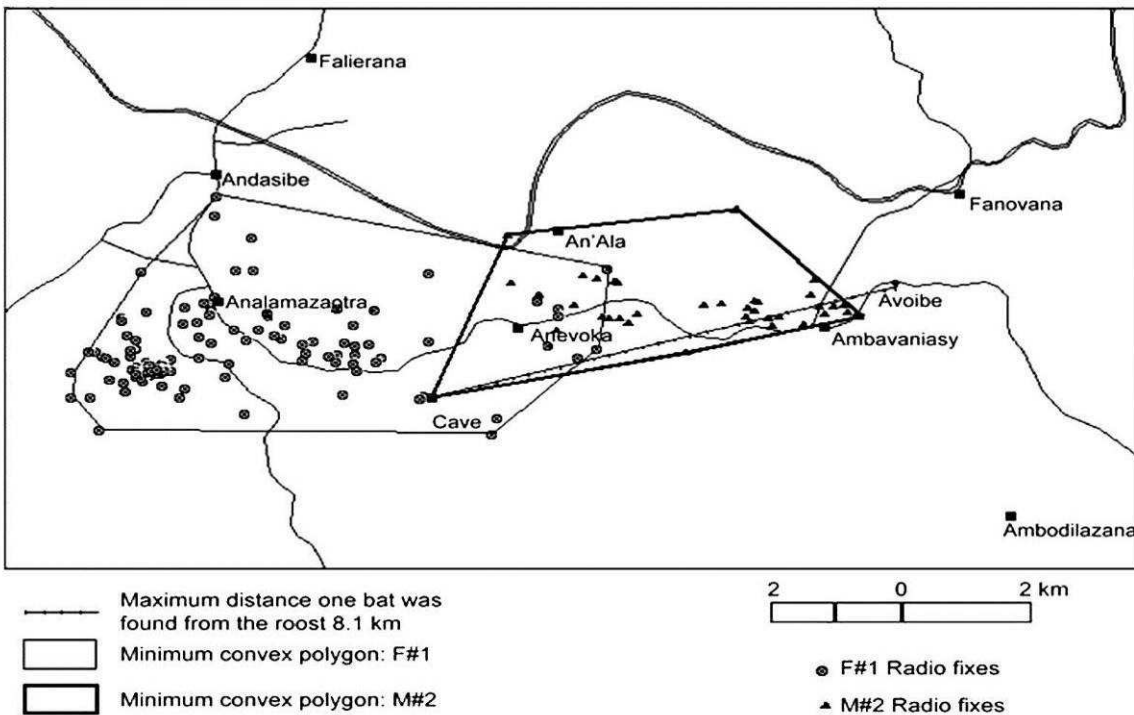 Falierana
Andasibe
Fanovana
An'Ala
Analamazaotra
Avoibe
Anevoka
Ambavaniasy
Cave
Ambodilazana
Maximum distance one bat was
found from the roost 8.1 km
Minimum convex polygon: F#1
Minimum convex polygon: M#2
2 0 2 km
F#1 Radio fixes
M#2 Radio fixes